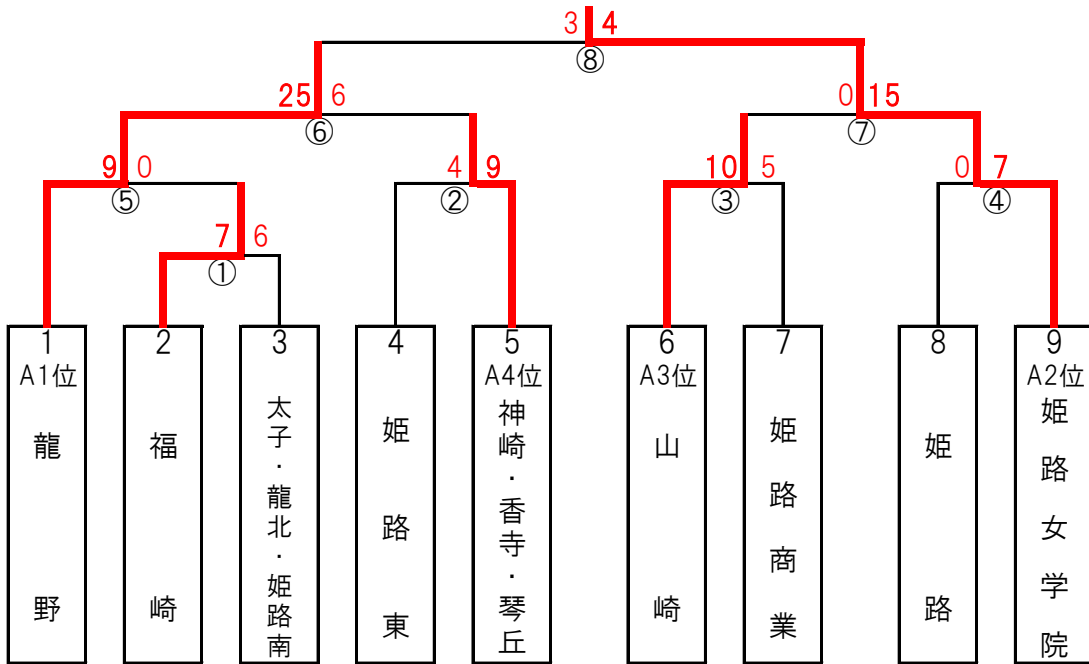 3 4
⑧
25 6
⑥
0 15
⑦
9 0
⑤
4 9
②
10 5
③
0 7
④
7 6
①
1
A1位
龍野
2
福崎
3
太子・龍北・姫路南
4
姫路東
5
A4位
神崎・香寺・琴丘
6
A3位
山崎
7
姫路商業
8
姫路
9
A2位
姫路女学院